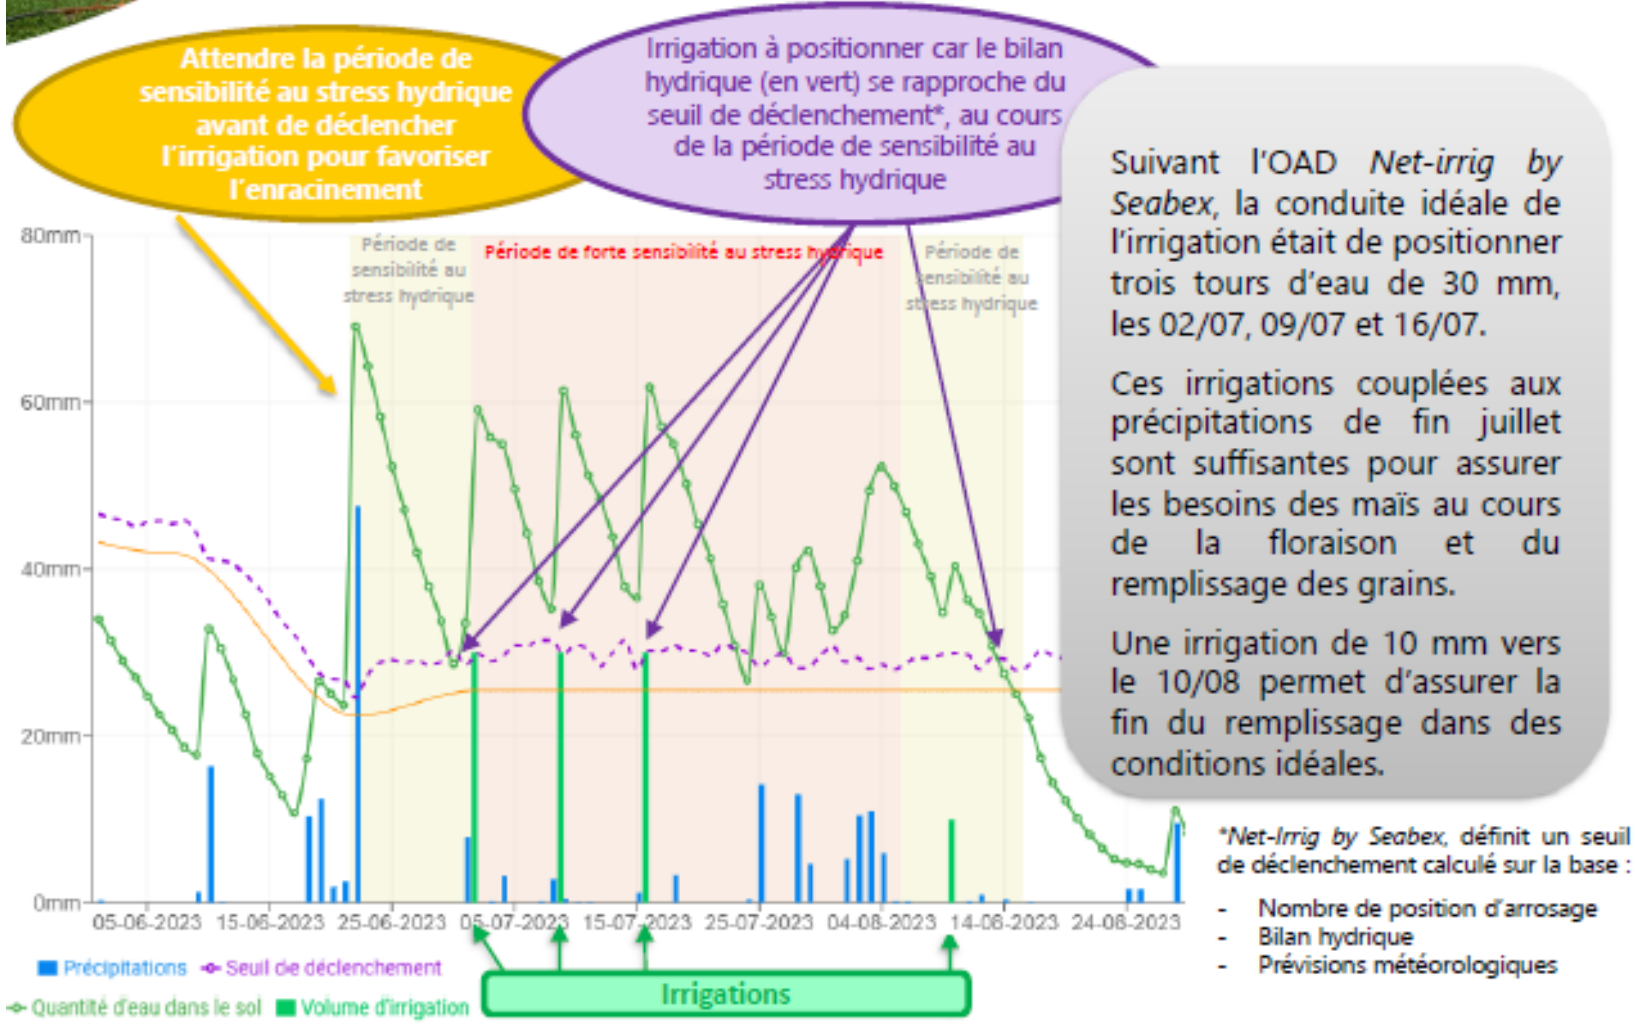 Attendre la période de
sensibilité au stress hydrique
avant de déclencher
l'irrigation pour favoriser
l'enracinement
Irrigation à positionner car le bilan
hydrique (en vert) se rapproche du
seuil de déclenchement*, au cours
de la période de sensibilité au
stress hydrique
Suivant l'OAD Net-irrig by
Seabex, la conduite idéale de
l'irrigation était de positionner
trois tours d'eau de 30 mm,
les 02/07, 09/07 et 16/07.
Ces irrigations couplées aux
précipitations de fin juillet
sont suffisantes pour assurer
les besoins des maïs au cours
de la floraison et du
remplissage des grains.
Une irrigation de 10 mm vers
le 10/08 permet d'assurer la
fin du remplissage dans des
conditions idéales.
80mm
60mm
40mm
20mm
0mm
Période de
sensibilité au
stress hydrique
Période de forte sensibilité au stress hydrique
Période de
sensibilité au
stress hydrique
05-06-2023 15-06-2023 25-06-2023 05-07-2023 15-07-2023 25-07-2023 04-08-2023 14-08-2023 24-08-2023
Précipitations Seuil de déclenchement
Quantité d'eau dans le sol Volume d'irrigation
Irrigations
*Net-Irrig by Seabex, définit un seuil
de déclenchement calculé sur la base :
- Nombre de position d'arrosage
- Bilan hydrique
- Prévisions météorologiques